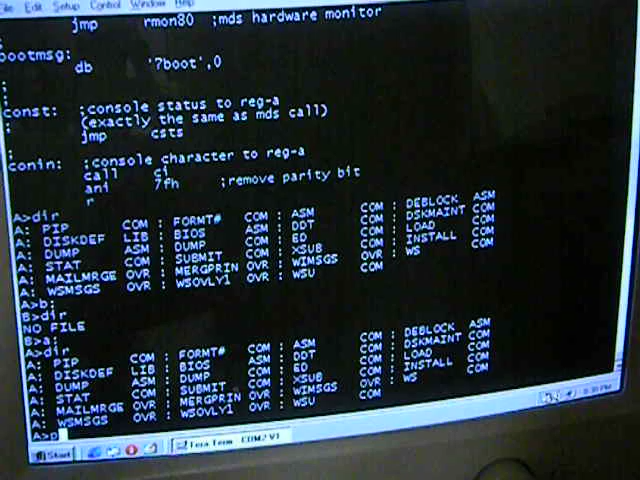 File Edit Setup Control Window Help
jmp rmon80 ;mds hardware monitor
;
bootmsg:
db '?boot',0
;
;
const: ;console status to reg-a
; (exactly the same as mds call)
jmp csts
;
conin: ;console character to reg-a
call ci
ani 7fh ;remove parity bit
r
A>dir
A: PIP COM : FORMT# COM : ASM COM : DEBLOCK ASM
A: DISKDEF LIB : BIOS ASM : DDT COM : DSKMAINT COM
A: DUMP ASM : DUMP COM : ED COM : LOAD COM
A: STAT COM : SUBMIT COM : XSUB COM : INSTALL COM
A: MAILMRGE OVR : MERGPRIN OVR : WIMSGS OVR : WS COM
A: WSMSGS OVR : WSOVLY1 OVR : WSU COM
A>b:
B>dir
NO FILE
B>a:
A>dir
A: PIP COM : FORMT# COM : ASM COM : DEBLOCK ASM
A: DISKDEF LIB : BIOS ASM : DDT COM : DSKMAINT COM
A: DUMP ASM : DUMP COM : ED COM : LOAD COM
A: STAT COM : SUBMIT COM : XSUB COM : INSTALL COM
A: MAILMRGE OVR : MERGPRIN OVR : WIMSGS OVR : WS COM
A: WSMSGS OVR : WSOVLY1 OVR : WSU COM
A>p
Start Tera Term - COM2 VT